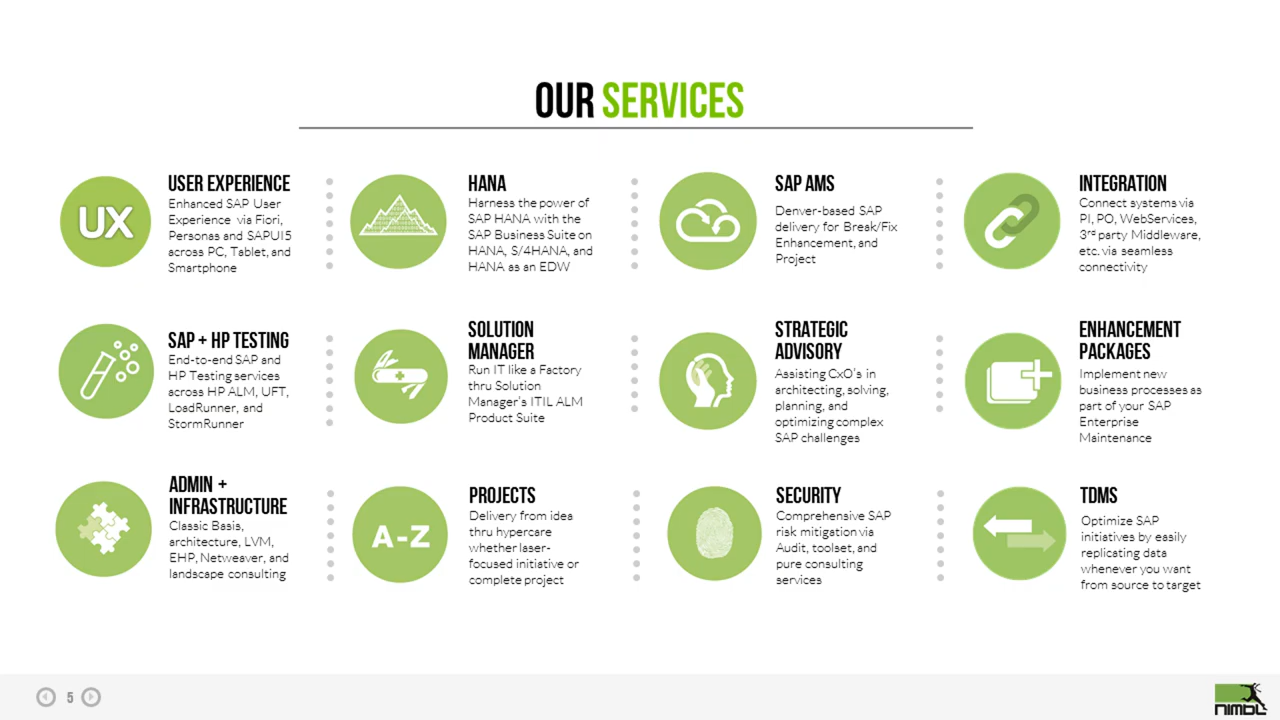 OUR SERVICES
UX
USER EXPERIENCE
Enhanced SAP User
Experience via Fiori,
Personas and SAPUI5
across PC, Tablet, and
Smartphone
HANA
Harness the power of
SAP HANA with the
SAP Business Suite on
HANA, S/4HANA, and
HANA as an EDW
SAP AMS
Denver-based SAP
delivery for Break/Fix
Enhancement, and
Project
INTEGRATION
Connect systems via
PI, PO, WebServices,
3rd party Middleware,
etc. via seamless
connectivity
SAP + HP TESTING
End-to-end SAP and
HP Testing services
across HP ALM, UFT,
LoadRunner, and
StormRunner
SOLUTION
MANAGER
Run IT like a Factory
thru Solution
Manager's ITIL ALM
Product Suite
STRATEGIC
ADVISORY
Assisting CxO's in
architecting, solving,
planning, and
optimizing complex
SAP challenges
ENHANCEMENT
PACKAGES
Implement new
business processes as
part of your SAP
Enterprise
Maintenance
ADMIN +
INFRASTRUCTURE
Classic Basis,
architecture, LVM,
EHP, Netweaver, and
landscape consulting
A-Z
PROJECTS
Delivery from idea
thru hypercare
whether laser-
focused initiative or
complete project
SECURITY
Comprehensive SAP
risk mitigation via
Audit, toolset, and
pure consulting
services
TDMS
Optimize SAP
initiatives by easily
replicating data
whenever you want
from source to target
5
nimbl